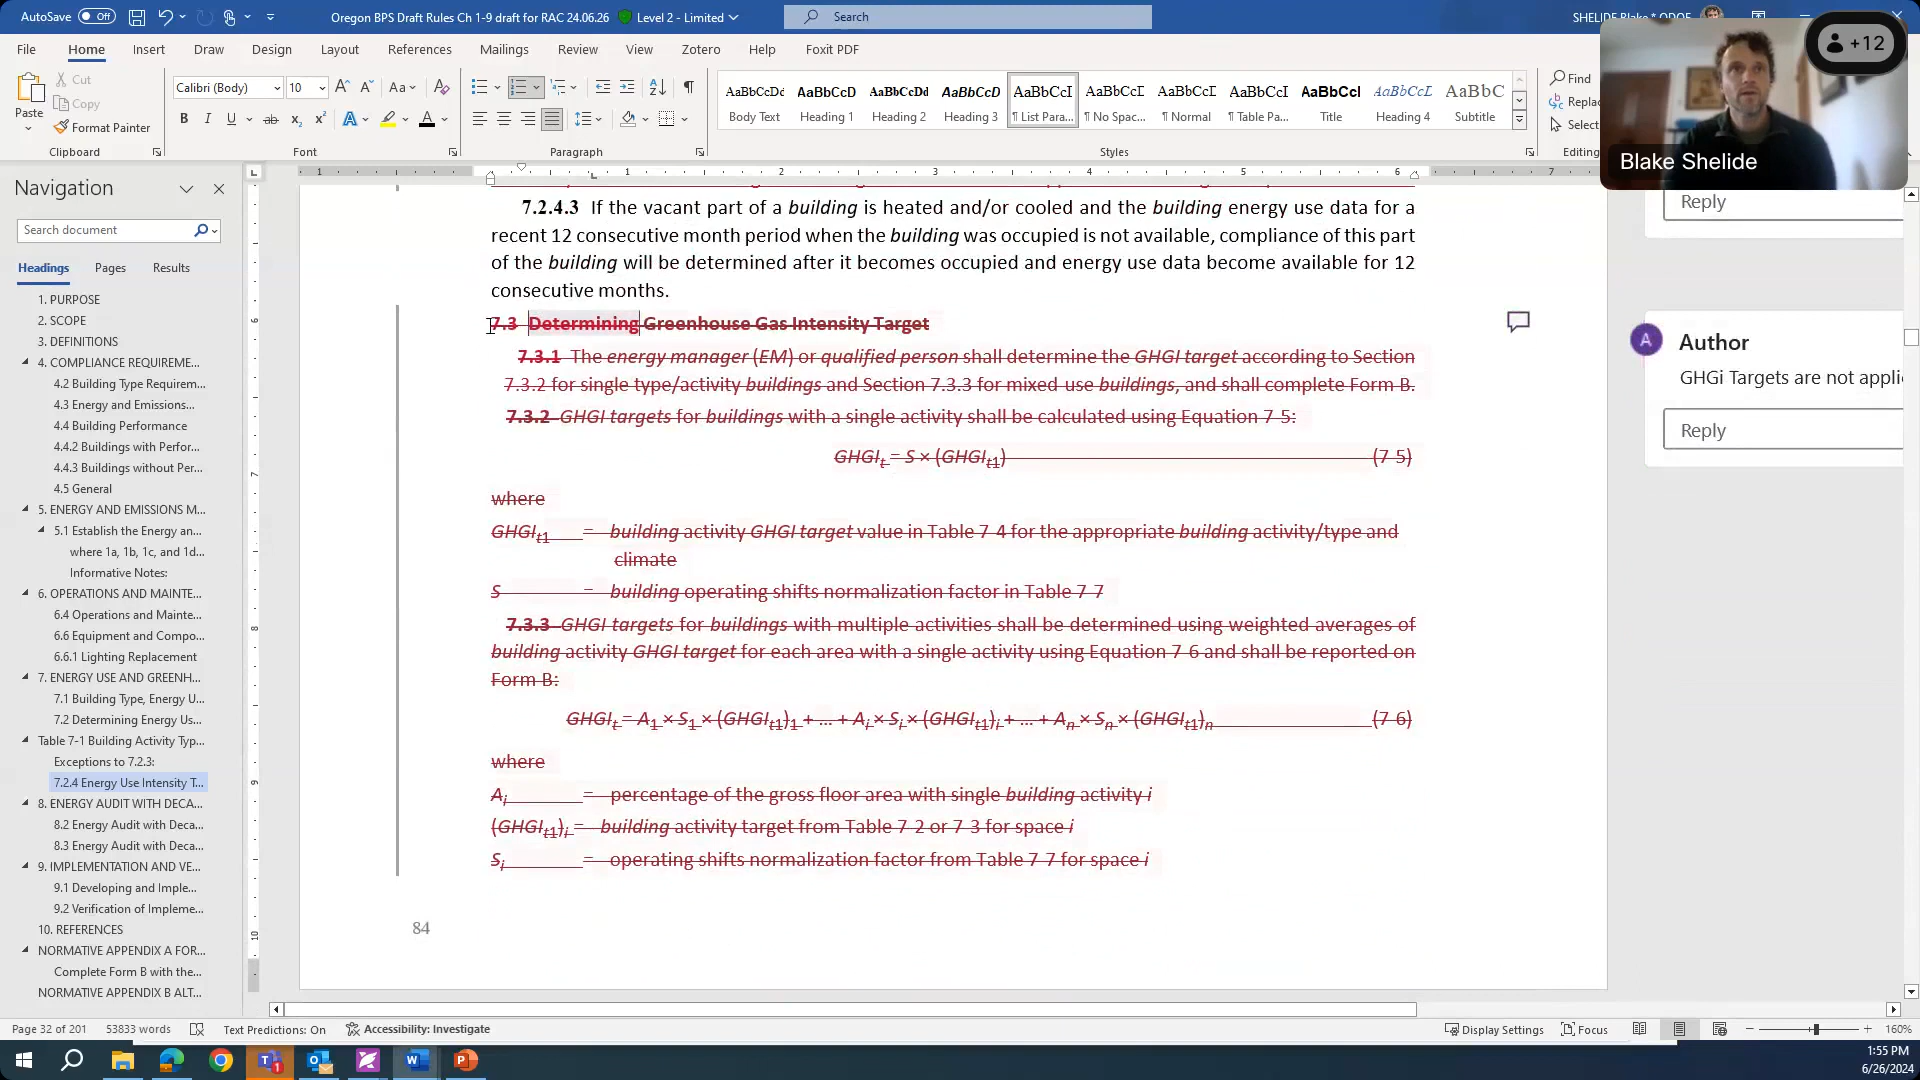 AutoSave Off Oregon BPS Draft Rules Ch 1-9 draft for RAC 24.06.26 Level 2 - Limited Search SHELIDE Blake * ODOE
+12
File Home Insert Draw Design Layout References Mailings Review View Zotero Help Foxit PDF
Paste Cut Copy Format Painter
Calibri (Body) 10
AaBbCcDd AaBbCcD AaBbCcDd AaBbCcD AaBbCcI AaBbCcI AaBbCcI AaBbCcI AaBbCcl AaBbCcL AaBbC
Body Text Heading 1 Heading 2 Heading 3 ¶ List Para... ¶ No Spac... ¶ Normal ¶ Table Pa... Title Heading 4 Subtitle
Find
Replac
Select
Clipboard Font Paragraph Styles Editing
Blake Shelide
Navigation
Search document
Headings Pages Results
1. PURPOSE
2. SCOPE
3. DEFINITIONS
4. COMPLIANCE REQUIREME...
4.2 Building Type Requirem...
4.3 Energy and Emissions...
4.4 Building Performance
4.4.2 Buildings with Perfor...
4.4.3 Buildings without Per...
4.5 General
5. ENERGY AND EMISSIONS M...
5.1 Establish the Energy an...
where 1a, 1b, 1c, and 1d...
Informative Notes:
6. OPERATIONS AND MAINTE...
6.4 Operations and Mainte...
6.6 Equipment and Compo...
6.6.1 Lighting Replacement
7. ENERGY USE AND GREENH...
7.1 Building Type, Energy U...
7.2 Determining Energy Us...
Table 7-1 Building Activity Typ...
Exceptions to 7.2.3:
7.2.4 Energy Use Intensity T...
8. ENERGY AUDIT WITH DECA...
8.2 Energy Audit with Deca...
8.3 Energy Audit with Deca...
9. IMPLEMENTATION AND VE...
9.1 Developing and Imple...
9.2 Verification of Impleme...
10. REFERENCES
NORMATIVE APPENDIX A FOR...
Complete Form B with the...
NORMATIVE APPENDIX B ALT...
7.2.4.3 If the vacant part of a building is heated and/or cooled and the building energy use data for a
recent 12 consecutive month period when the building was occupied is not available, compliance of this part
of the building will be determined after it becomes occupied and energy use data become available for 12
consecutive months.
7.3 Determining Greenhouse Gas Intensity Target
7.3.1 The energy manager (EM) or qualified person shall determine the GHGI target according to Section
7.3.2 for single type/activity buildings and Section 7.3.3 for mixed use buildings, and shall complete Form B.
7.3.2 GHGI targets for buildings with a single activity shall be calculated using Equation 7-5:
GHGIt = S × (GHGIt1) (7-5)
where
GHGIt1 = building activity GHGI target value in Table 7-4 for the appropriate building activity/type and
climate
S = building operating shifts normalization factor in Table 7-7
7.3.3 GHGI targets for buildings with multiple activities shall be determined using weighted averages of
building activity GHGI target for each area with a single activity using Equation 7-6 and shall be reported on
Form B:
GHGIt = A1 × S1 × (GHGIt1)1 + ... + Ai × Si × (GHGIt1)i + ... + An × Sn × (GHGIt1)n (7-6)
where
Ai = percentage of the gross floor area with single building activity i
(GHGIt1)i = building activity target from Table 7-2 or 7-3 for space i
Si = operating shifts normalization factor from Table 7-7 for space i
84
Reply
Author
GHGi Targets are not appli
Reply
Page 32 of 201 53833 words Text Predictions: On Accessibility: Investigate Display Settings Focus 160%
1:55 PM
6/26/2024